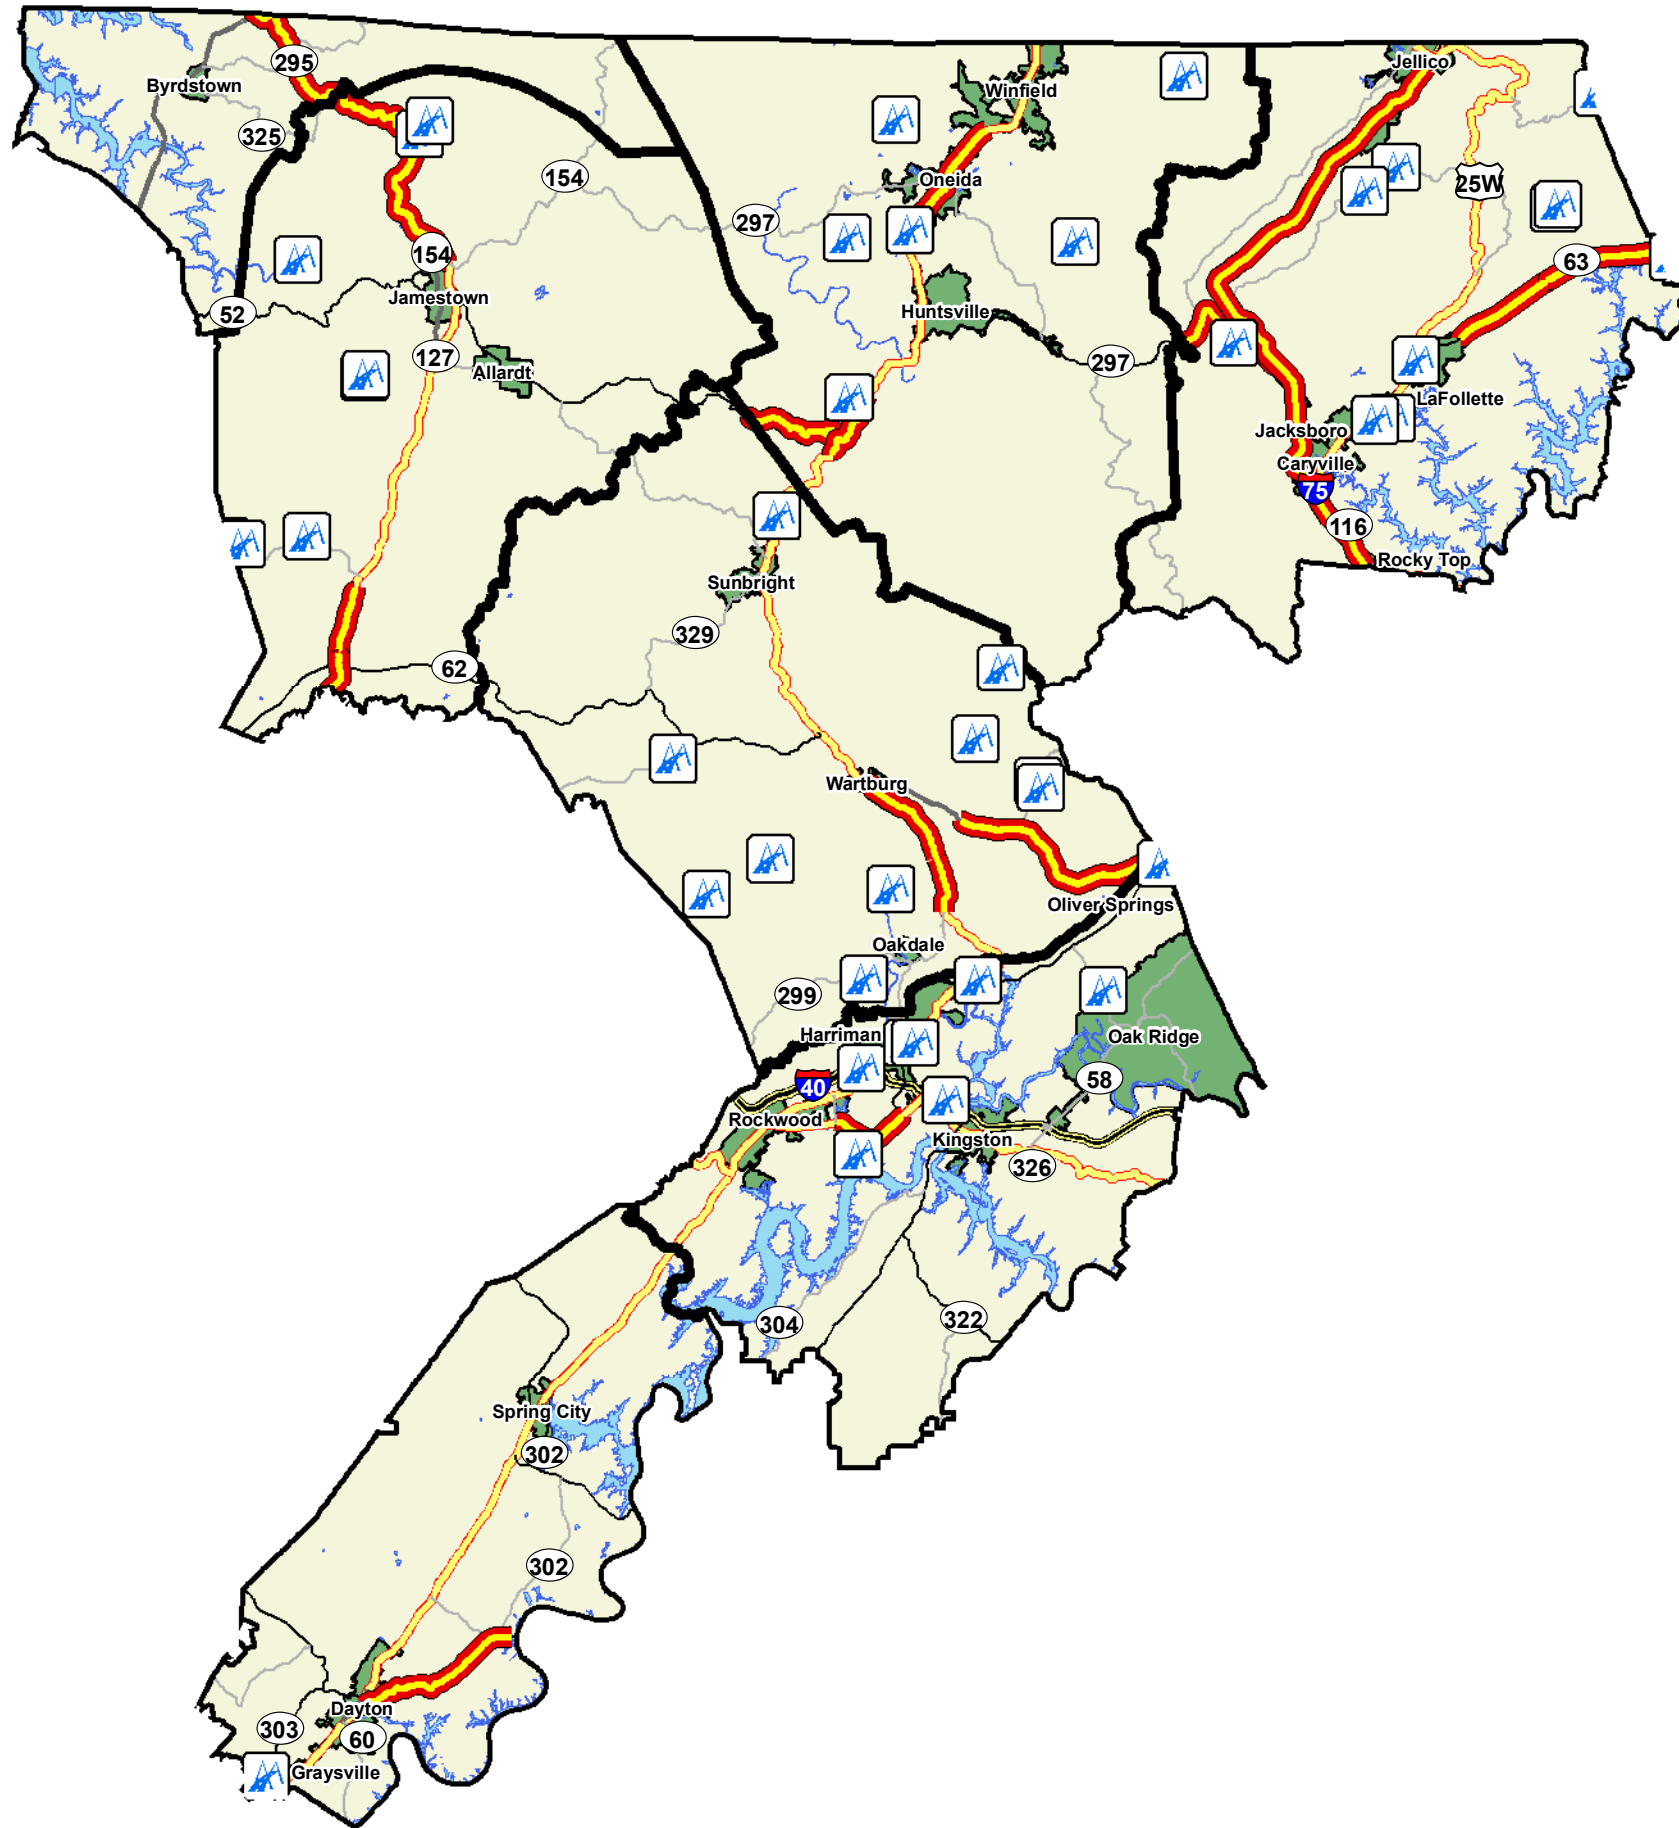 295
Jellico
Byrdstown
Winfield
325
154
Oneida
25W
297
154
63
Jamestown
52
Huntsville
127
297
Allardt
LaFollette
Jacksboro
Caryville
75
116
Rocky Top
Sunbright
329
62
Wartburg
Oliver Springs
Oakdale
299
Harriman
Oak Ridge
58
40
Rockwood
Kingston
326
304
322
Spring City
302
302
Dayton
303
60
Graysville